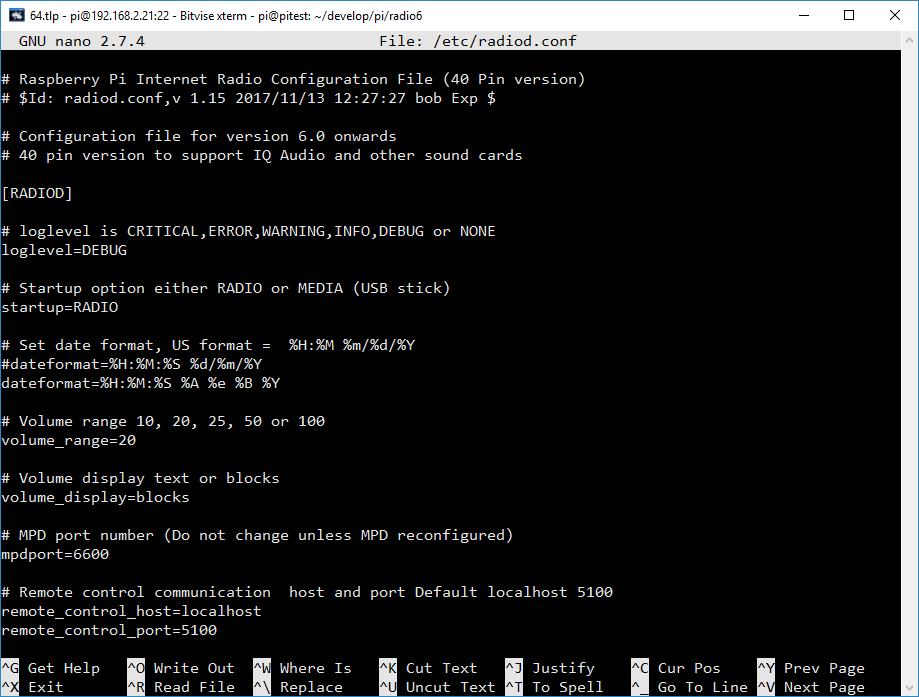 64.tlp - pi@192.168.2.21:22 - Bitvise xterm - pi@pitest: ~/develop/pi/radio6
GNU nano 2.7.4 File: /etc/radiod.conf
# Raspberry Pi Internet Radio Configuration File (40 Pin version)
# $Id: radiod.conf,v 1.15 2017/11/13 12:27:27 bob Exp $
# Configuration file for version 6.0 onwards
# 40 pin version to support IQ Audio and other sound cards
[RADIOD]
# loglevel is CRITICAL,ERROR,WARNING,INFO,DEBUG or NONE
loglevel=DEBUG
# Startup option either RADIO or MEDIA (USB stick)
startup=RADIO
# Set date format, US format =  %H:%M %m/%d/%Y
#dateformat=%H:%M:%S %d/%m/%Y
dateformat=%H:%M:%S %A %e %B %Y
# Volume range 10, 20, 25, 50 or 100
volume_range=20
# Volume display text or blocks
volume_display=blocks
# MPD port number (Do not change unless MPD reconfigured)
mpdport=6600
# Remote control communication  host and port Default localhost 5100
remote_control_host=localhost
remote_control_port=5100
^G Get Help ^O Write Out ^W Where Is ^K Cut Text ^J Justify ^C Cur Pos ^Y Prev Page
^X Exit ^R Read File ^\ Replace ^U Uncut Text ^T To Spell ^_ Go To Line ^V Next Page